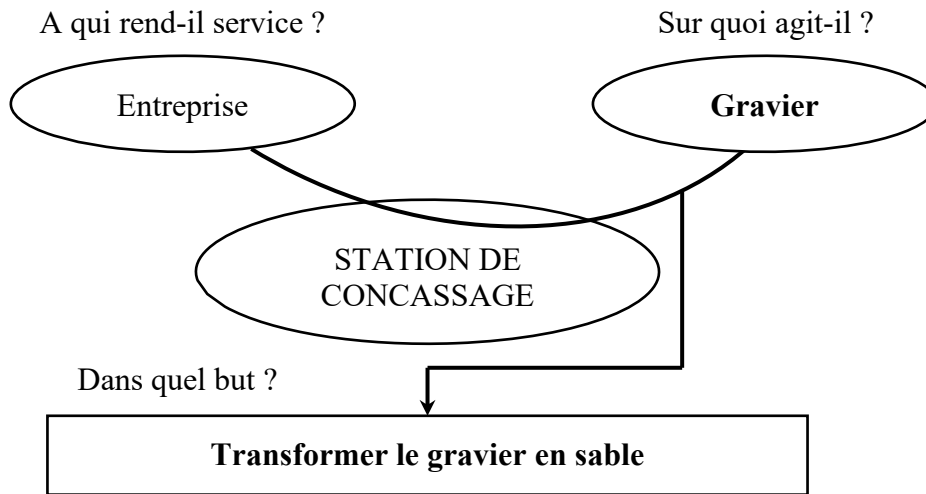 A qui rend-il service ?
Sur quoi agit-il ?
Entreprise
Gravier
STATION DE
CONCASSAGE
Dans quel but ?
Transformer le gravier en sable